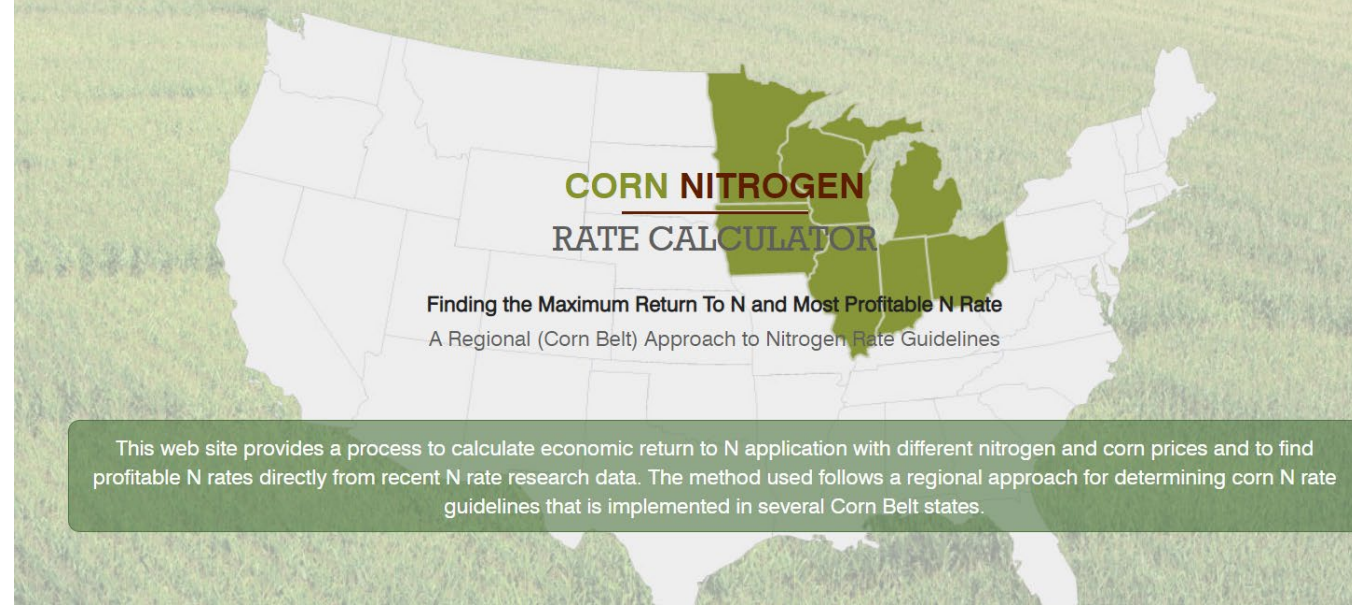 CORN NITROGEN
RATE CALCULATOR
Finding the Maximum Return To N and Most Profitable N Rate
A Regional (Corn Belt) Approach to Nitrogen Rate Guidelines
This web site provides a process to calculate economic return to N application with different nitrogen and corn prices and to find
profitable N rates directly from recent N rate research data. The method used follows a regional approach for determining corn N rate
guidelines that is implemented in several Corn Belt states.